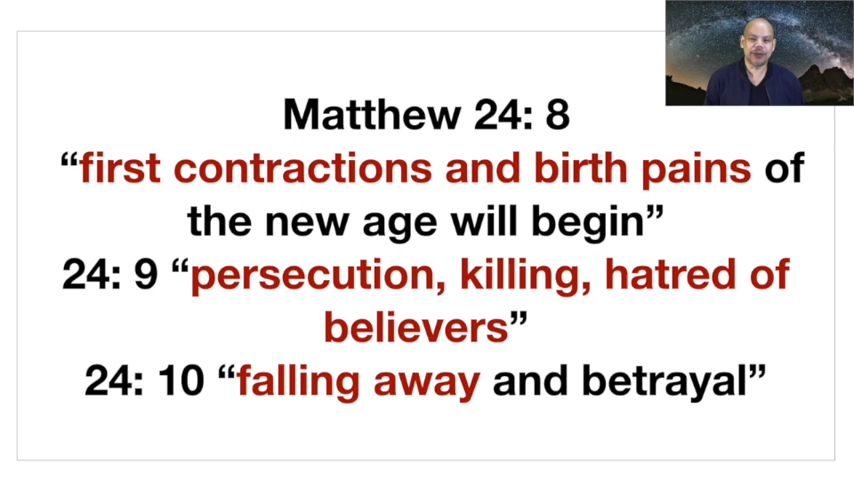 Matthew 24: 8
“first contractions and birth pains of
the new age will begin”
24: 9 “persecution, killing, hatred of
believers”
24: 10 “falling away and betrayal”